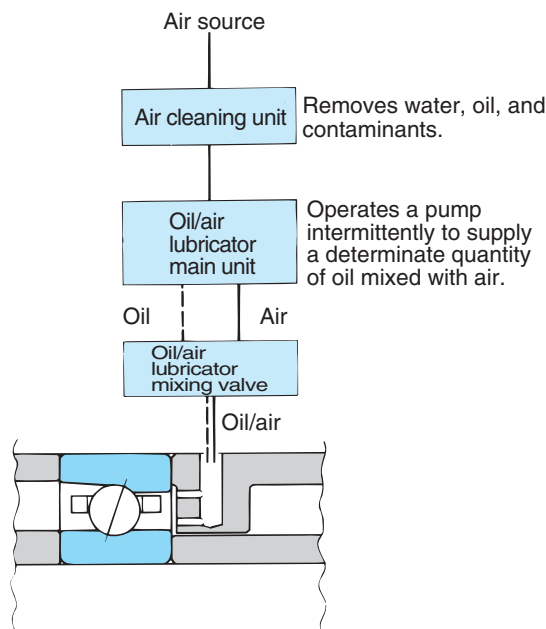 Air source
Air cleaning unit
Removes water, oil, and
contaminants.
Oil/air
lubricator
main unit
Operates a pump
intermittently to supply
a determinate quantity
of oil mixed with air.
Oil
Air
Oil/air
lubricator
mixing valve
Oil/air